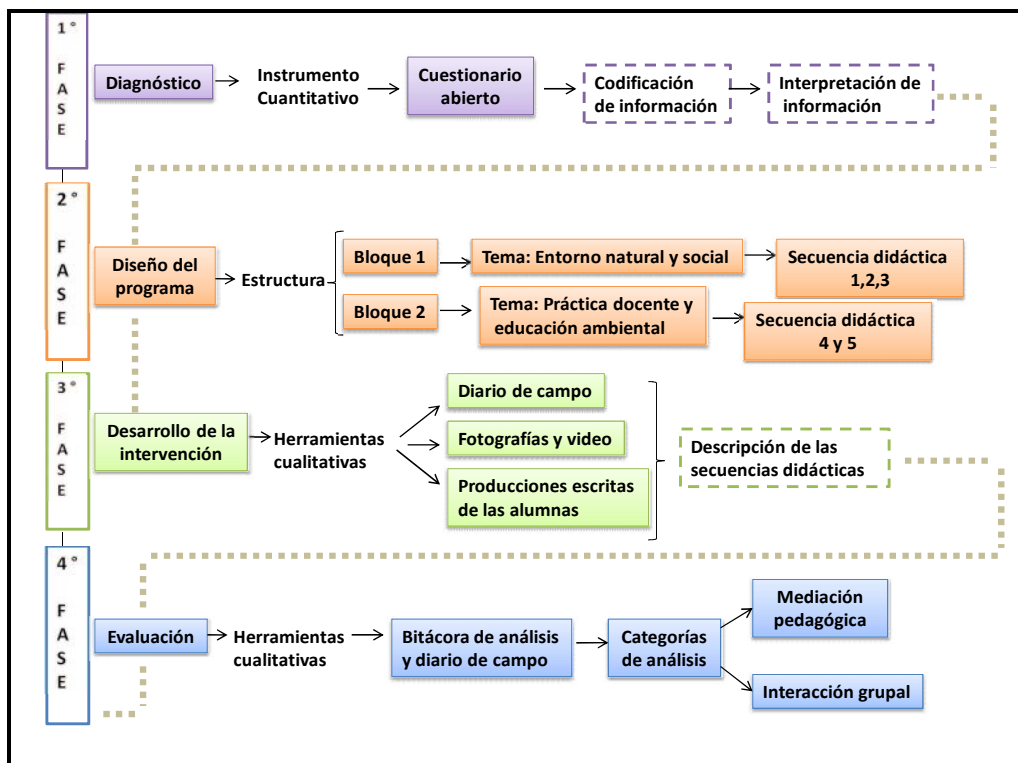 1°
FASE
Diagnóstico
Instrumento
Cuantitativo
Cuestionario
abierto
Codificación
de información
Interpretación de
información
2°
FASE
Diseño del
programa
Estructura
Bloque 1
Tema: Entorno natural y social
Secuencia didáctica
1,2,3
Bloque 2
Tema: Práctica docente y
educación ambiental
Secuencia didáctica
4 y 5
3°
FASE
Desarrollo de la
intervención
Herramientas
cualitativas
Diario de campo
Fotografías y video
Producciones escritas
de las alumnas
Descripción de las
secuencias didácticas
4°
FASE
Evaluación
Herramientas
cualitativas
Bitácora de análisis
y diario de campo
Categorías
de análisis
Mediación
pedagógica
Interacción grupal